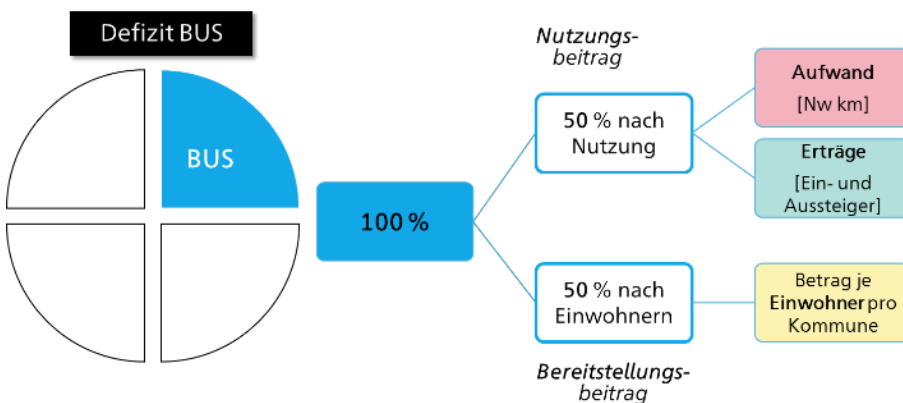 Defizit BUS
BUS
100 %
Nutzungs-
beitrag
50 % nach
Nutzung
Aufwand
[Nw km]
Erträge
[Ein- und
Aussteiger]
50 % nach
Einwohnern
Betrag je
Einwohner pro
Kommune
Bereitstellungs-
beitrag